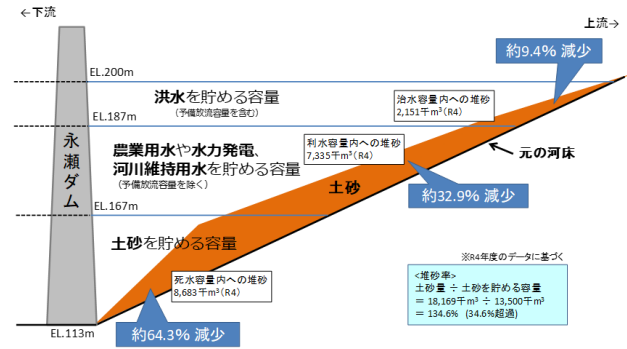 ←下流
上流→
約9.4% 減少
EL.200m
洪水を貯める容量
(予備放流容量を含む)
治水容量内への堆砂
2,151千m³(R4)
EL.187m
永瀬ダム
農業用水や水力発電、
河川維持用水を貯める容量
(予備放流容量を除く)
利水容量内への堆砂
7,335千m³(R4)
元の河床
土砂
約32.9% 減少
EL.167m
土砂を貯める容量
死水容量内への堆砂
8,683千m³(R4)
※R4年度のデータに基づく
<堆砂率>
土砂量 ÷ 土砂を貯める容量
= 18,169千m³ ÷ 13,500千m³
= 134.6% (34.6%超過)
EL.113m
約64.3% 減少